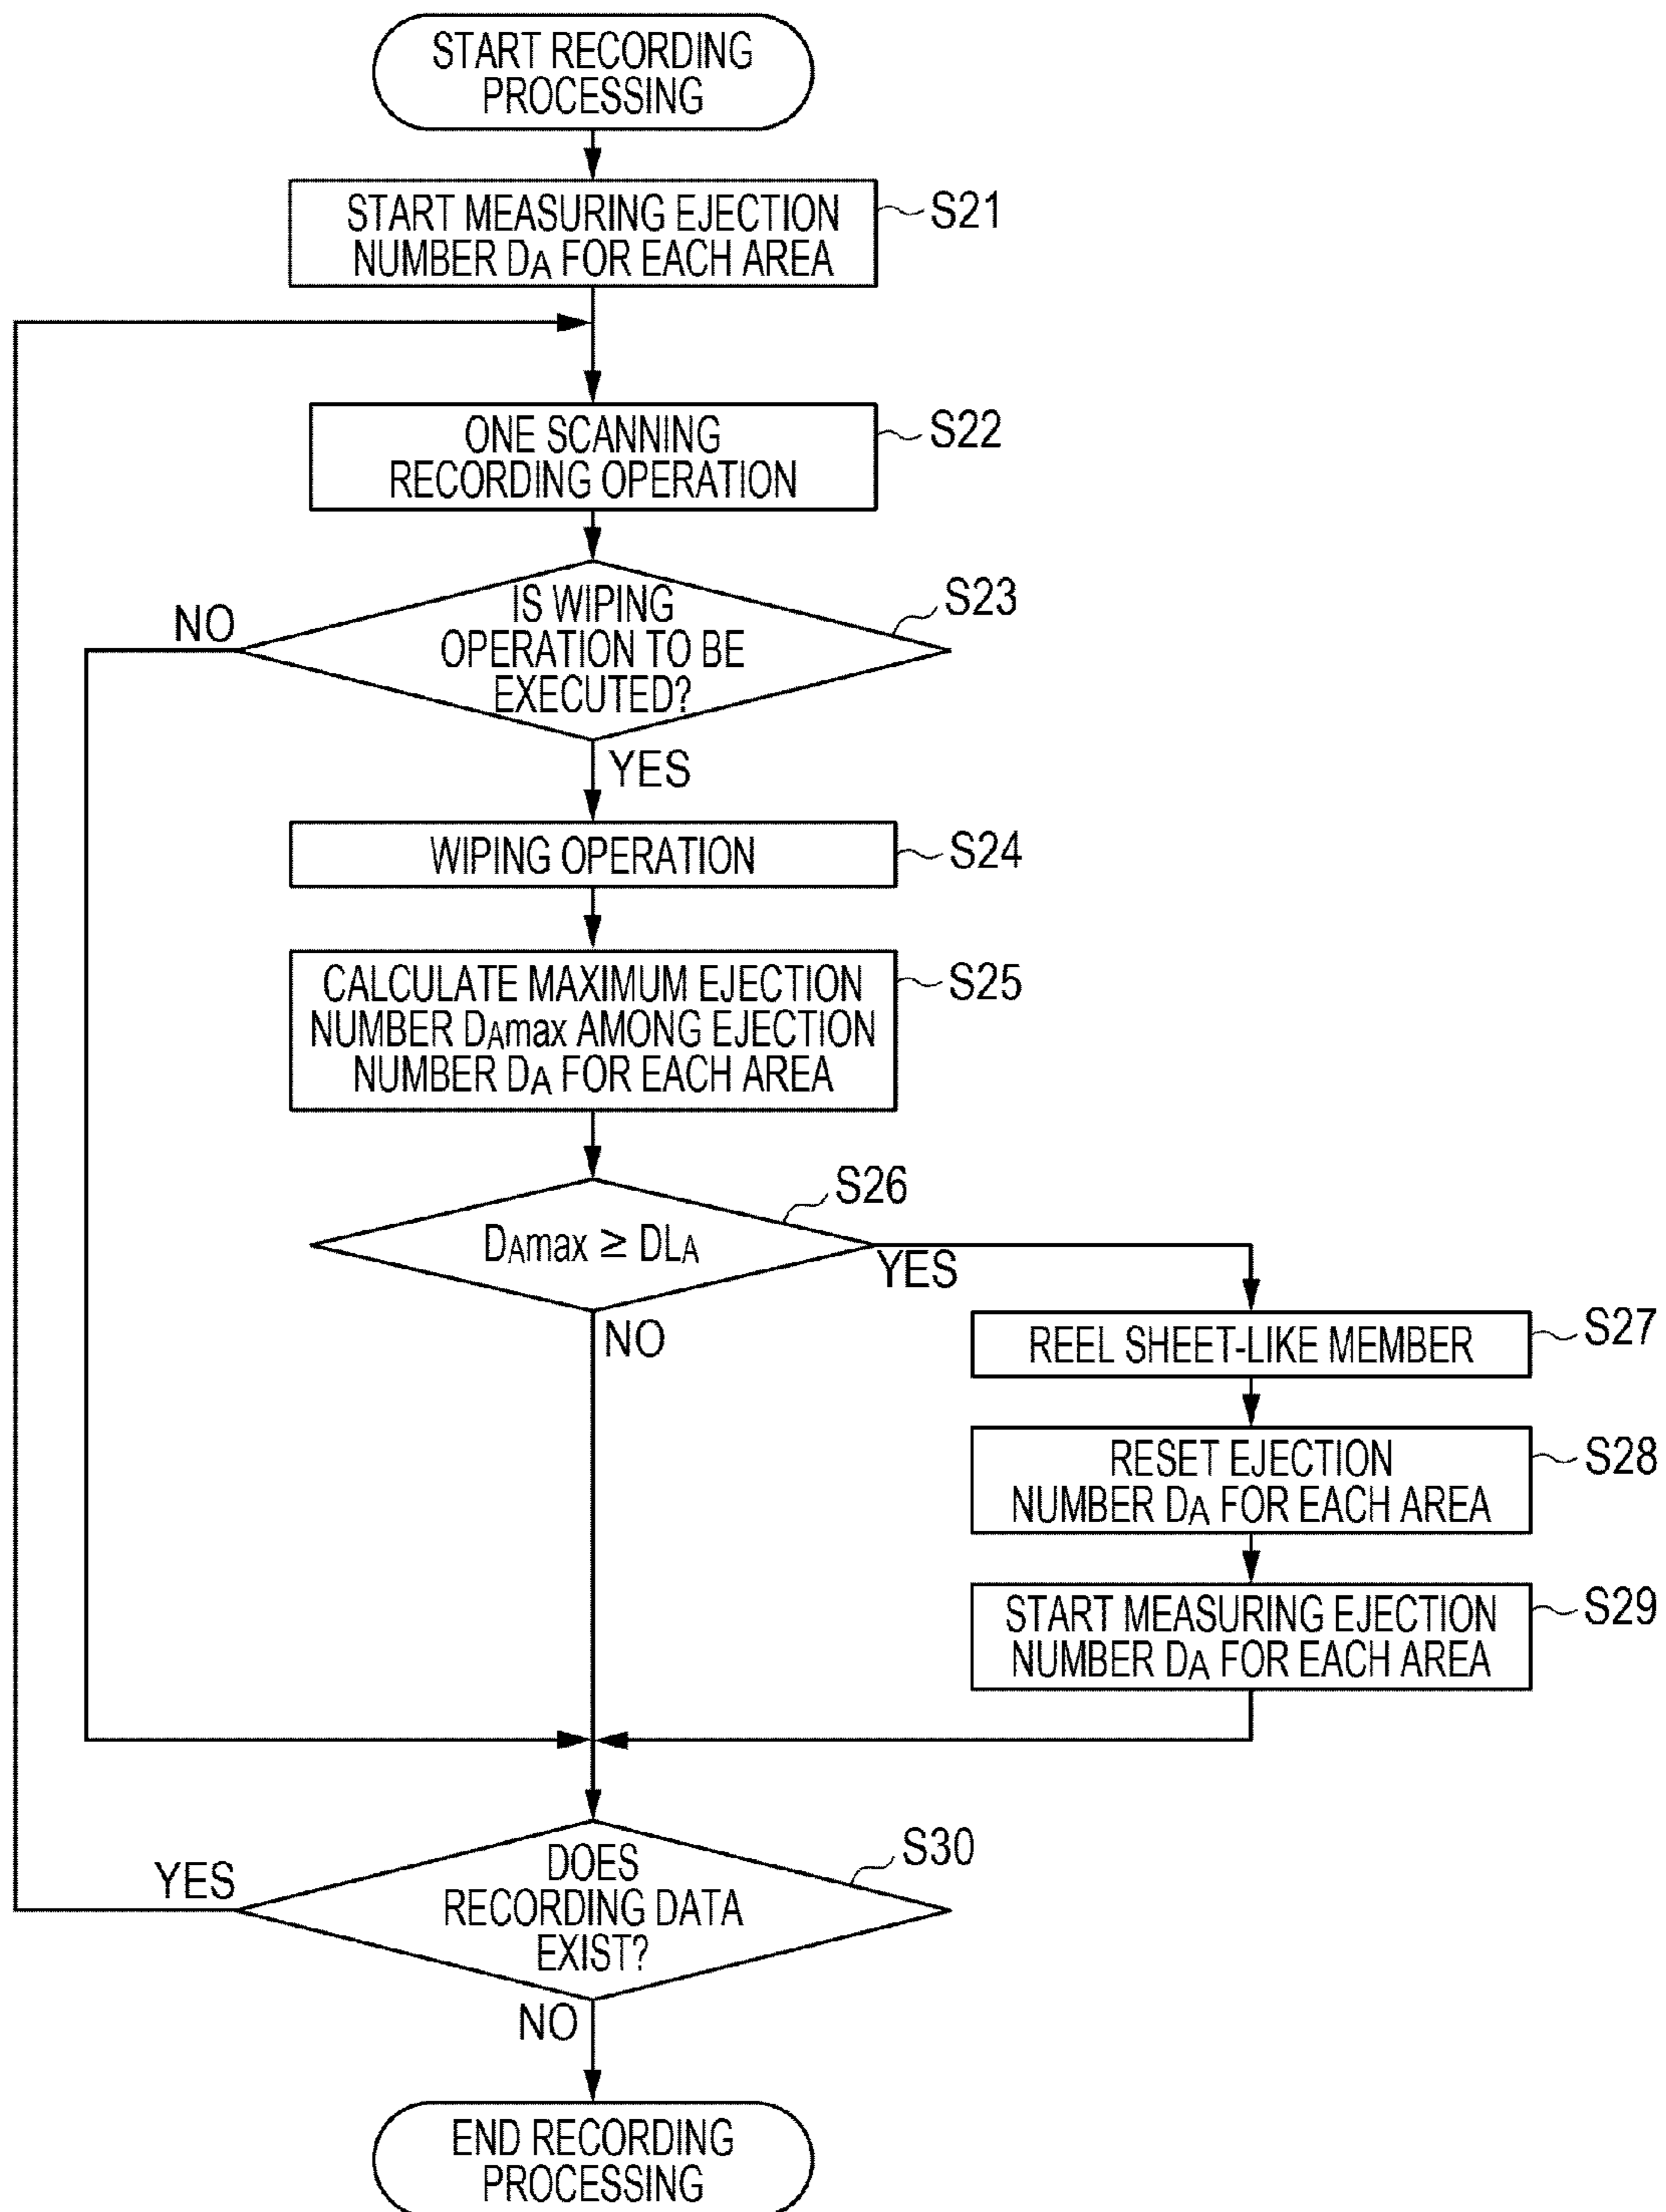 START RECORDING
PROCESSING
START MEASURING EJECTION
NUMBER DA FOR EACH AREA
S21
ONE SCANNING
RECORDING OPERATION
S22
IS WIPING
OPERATION TO BE
EXECUTED?
S23
NO
YES
WIPING OPERATION
S24
CALCULATE MAXIMUM EJECTION
NUMBER DAmax AMONG EJECTION
NUMBER DA FOR EACH AREA
S25
DAmax ≥ DLA
S26
YES
NO
REEL SHEET-LIKE MEMBER
S27
RESET EJECTION
NUMBER DA FOR EACH AREA
S28
START MEASURING EJECTION
NUMBER DA FOR EACH AREA
S29
DOES
RECORDING DATA
EXIST?
S30
YES
NO
END RECORDING
PROCESSING